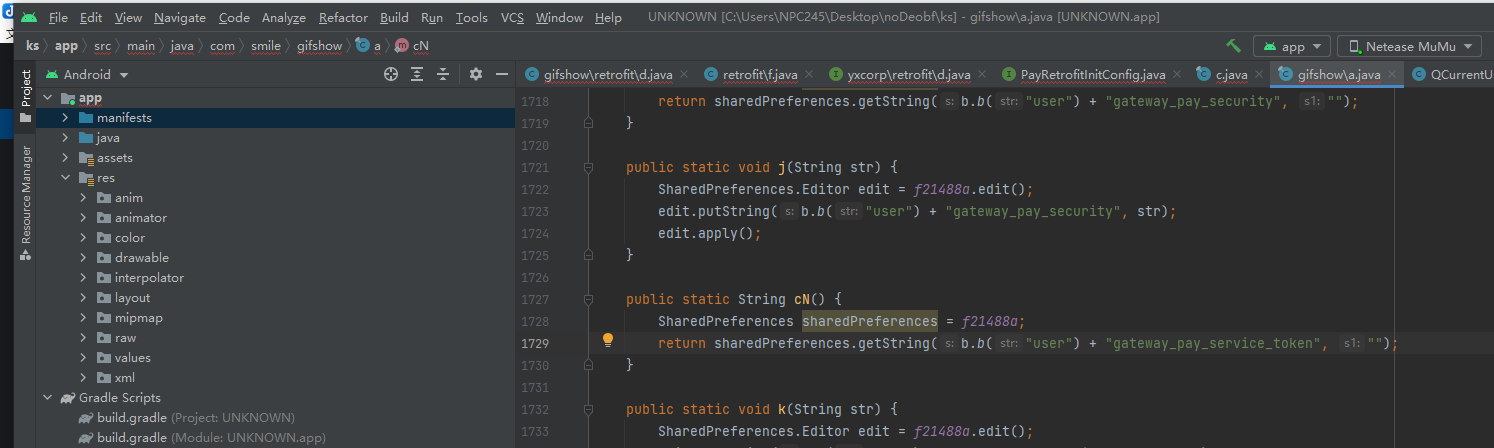 File Edit View Navigate Code Analyze Refactor Build Run Tools VCS Window Help UNKNOWN [C:\Users\NPC245\Desktop\noDeobf\ks] - gifshow\a.java [UNKNOWN.app]
ks app src main java com smile gifshow a cN app Netease MuMu
Project
Resource Manager
Android
app
manifests
java
assets
res
anim
animator
color
drawable
interpolator
layout
mipmap
raw
values
xml
Gradle Scripts
build.gradle (Project: UNKNOWN)
build.gradle (Module: UNKNOWN.app)
gifshow\retrofit\d.java retrofit\f.java yxcorp\retrofit\d.java PayRetrofitInitConfig.java c.java gifshow\a.java QCurrentU
1718 return sharedPreferences.getString( s: b.b( str: "user") + "gateway_pay_security", s1: "");
1719 }
1720
1721 public static void j(String str) {
1722 SharedPreferences.Editor edit = f21488a.edit();
1723 edit.putString( s: b.b( str: "user") + "gateway_pay_security", str);
1724 edit.apply();
1725 }
1726
1727 public static String cN() {
1728 SharedPreferences sharedPreferences = f21488a;
1729 return sharedPreferences.getString( s: b.b( str: "user") + "gateway_pay_service_token", s1: "");
1730 }
1731
1732 public static void k(String str) {
1733 SharedPreferences.Editor edit = f21488a.edit();